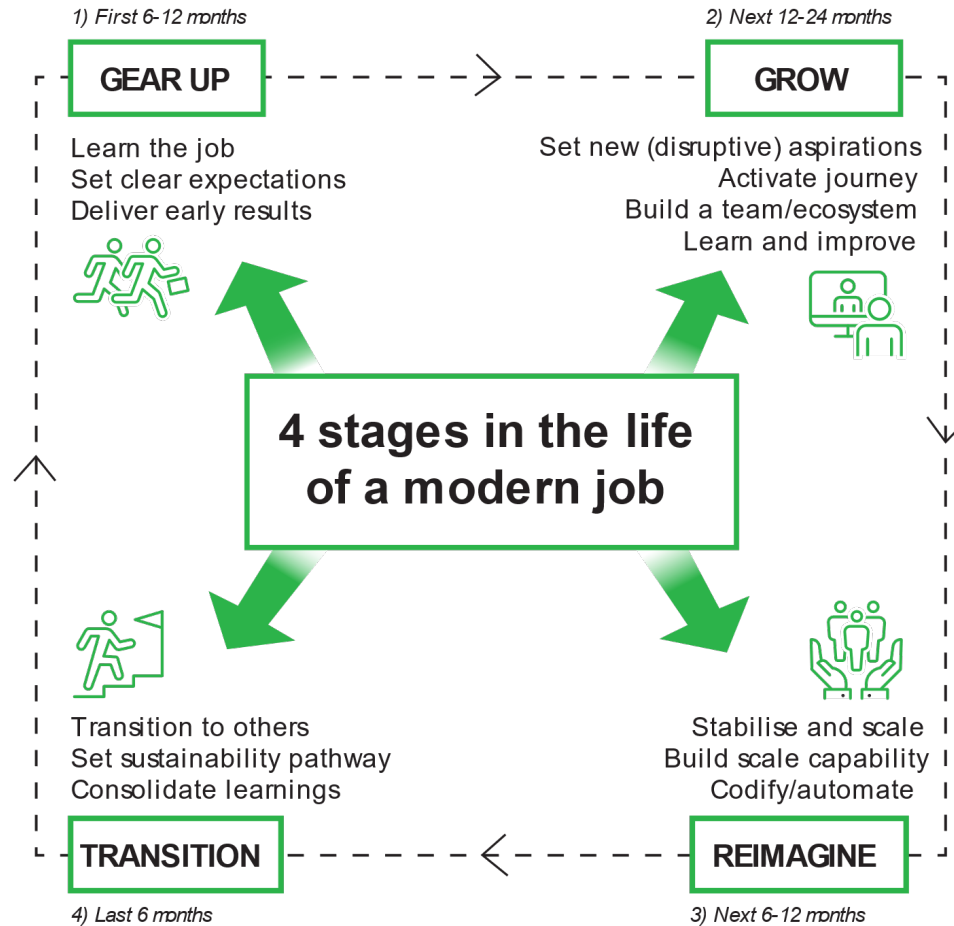 1) First 6-12 months
GEAR UP
Learn the job
Set clear expectations
Deliver early results
2) Next 12-24 months
GROW
Set new (disruptive) aspirations
Activate journey
Build a team/ecosystem
Learn and improve
4 stages in the life
of a modern job
Stabilise and scale
Build scale capability
Codify/automate
REIMAGINE
3) Next 6-12 months
Transition to others
Set sustainability pathway
Consolidate learnings
TRANSITION
4) Last 6 months